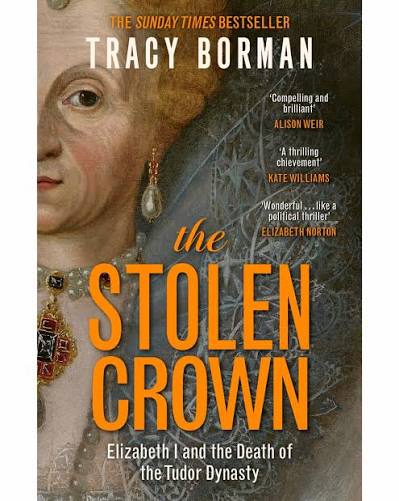 THE SUNDAY TIMES BESTSELLER
TRACY BORMAN
‘Compelling and
brilliant’
ALISON WEIR
‘A thrilling
chievement’
KATE WILLIAMS
‘Wonderful...like a
political thriller’
ELIZABETH NORTON
the
STOLEN
CROWN
Elizabeth I and the Death of
the Tudor Dynasty